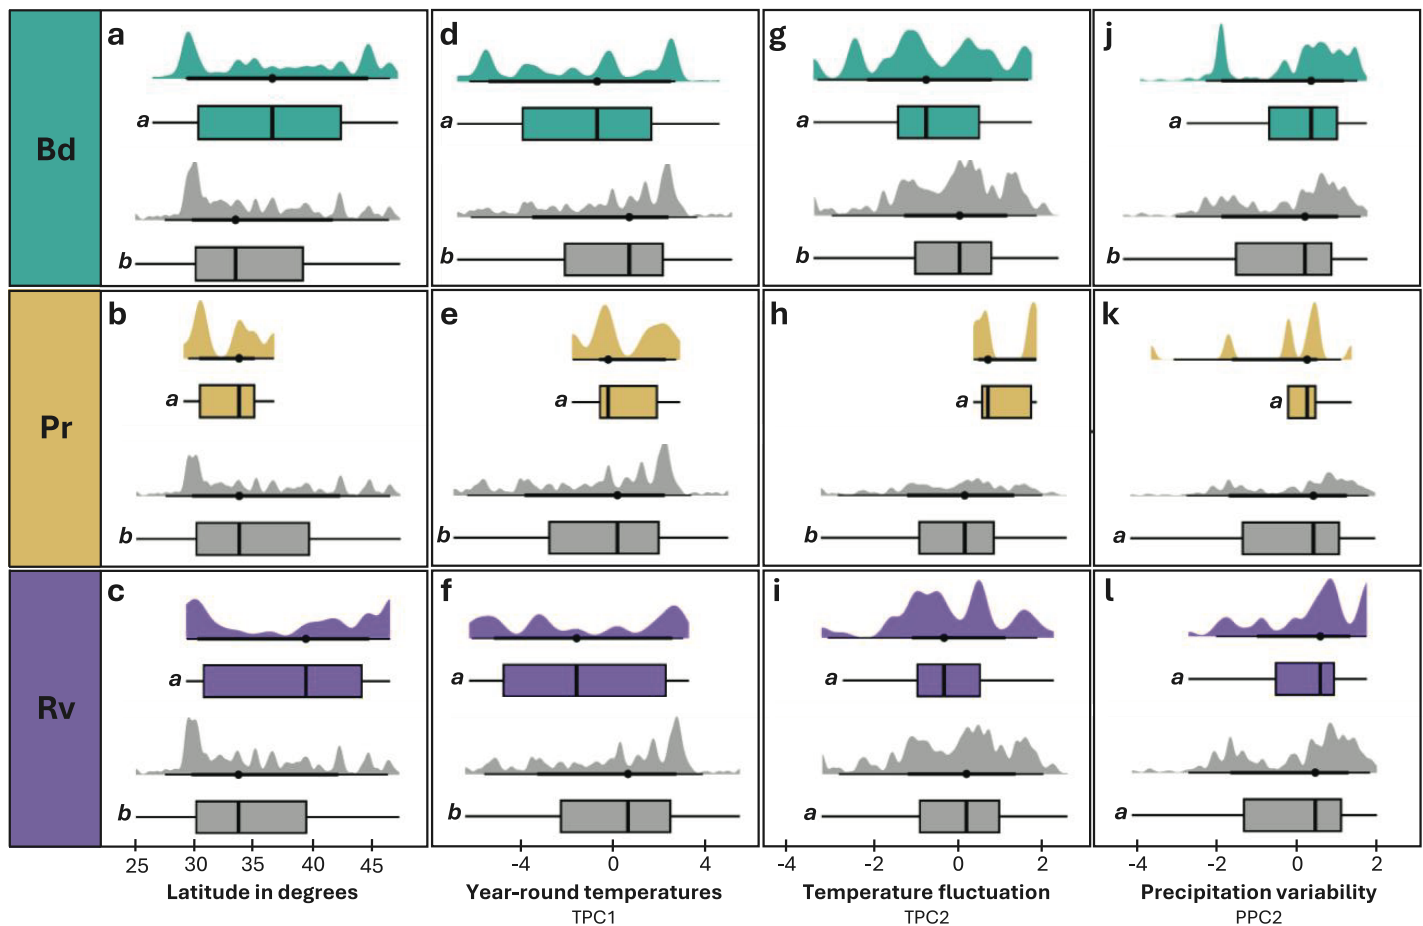 Bd
a
d
g
j
a
a
a
a
b
b
b
b
Pr
b
e
h
k
a
a
a
a
b
b
b
a
Rv
c
f
i
l
a
a
a
a
b
b
a
a
25 30 35 40 45
-4 0 4
-4 -2 0 2
-4 -2 0 2
Latitude in degrees
Year-round temperatures
Temperature fluctuation
Precipitation variability
TPC1
TPC2
PPC2